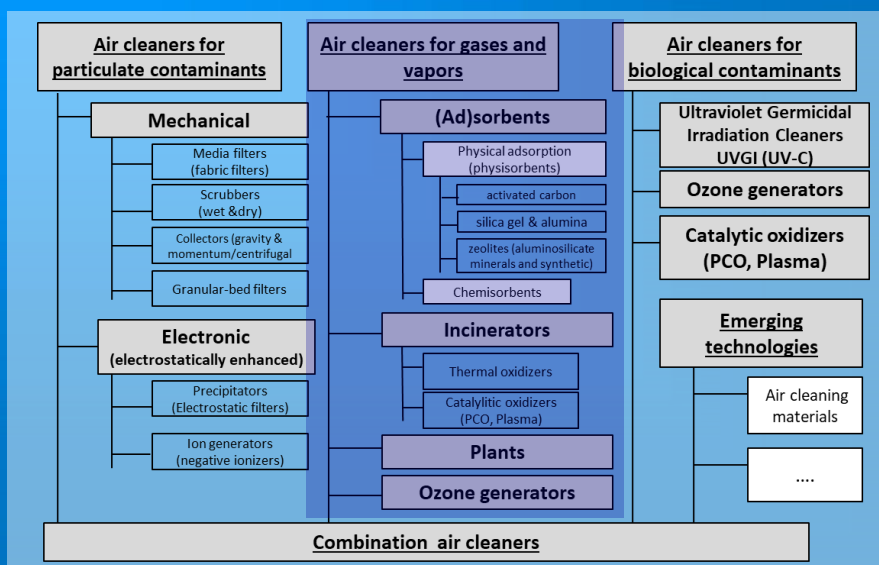 Air cleaners for
particulate contaminants
Mechanical
Media filters
(fabric filters)
Scrubbers
(wet &dry)
Collectors (gravity &
momentum/centrifugal
Granular-bed filters
Electronic
(electrostatically enhanced)
Precipitators
(Electrostatic filters)
Ion generators
(negative ionizers)
Air cleaners for gases and
vapors
(Ad)sorbents
Physical adsorption
(physisorbents)
activated carbon
silica gel & alumina
zeolites (aluminosilicate
minerals and synthetic)
Chemisorbents
Incinerators
Thermal oxidizers
Catalylitic oxidizers
(PCO, Plasma)
Plants
Ozone generators
Air cleaners for
biological contaminants
Ultraviolet Germicidal
Irradiation Cleaners
UVGI (UV-C)
Ozone generators
Catalytic oxidizers
(PCO, Plasma)
Emerging
technologies
Air cleaning
materials
....
Combination air cleaners